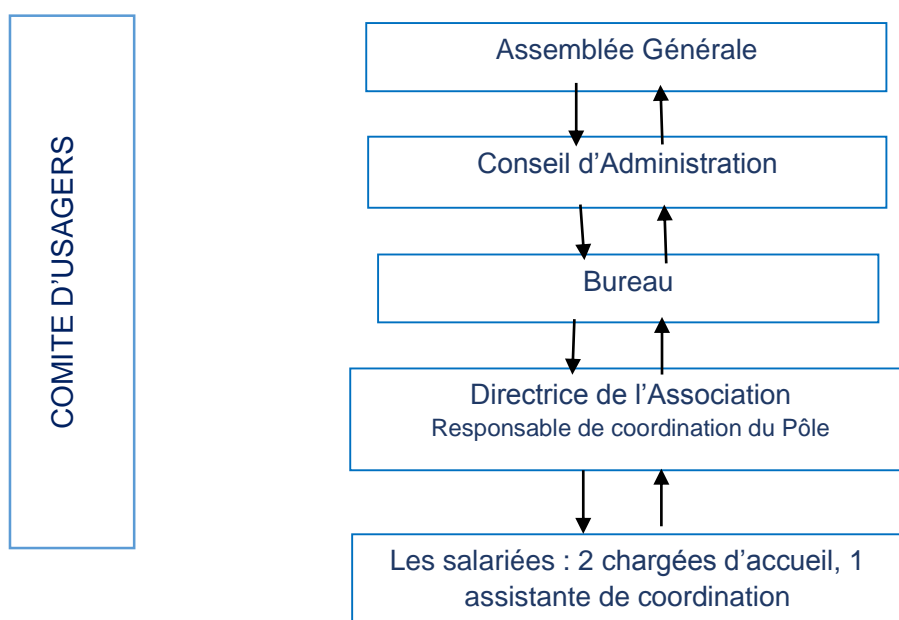 COMITE D’USAGERS
Assemblée Générale
Conseil d’Administration
Bureau
Directrice de l’Association
Responsable de coordination du Pôle
Les salariées : 2 chargées d’accueil, 1
assistante de coordination